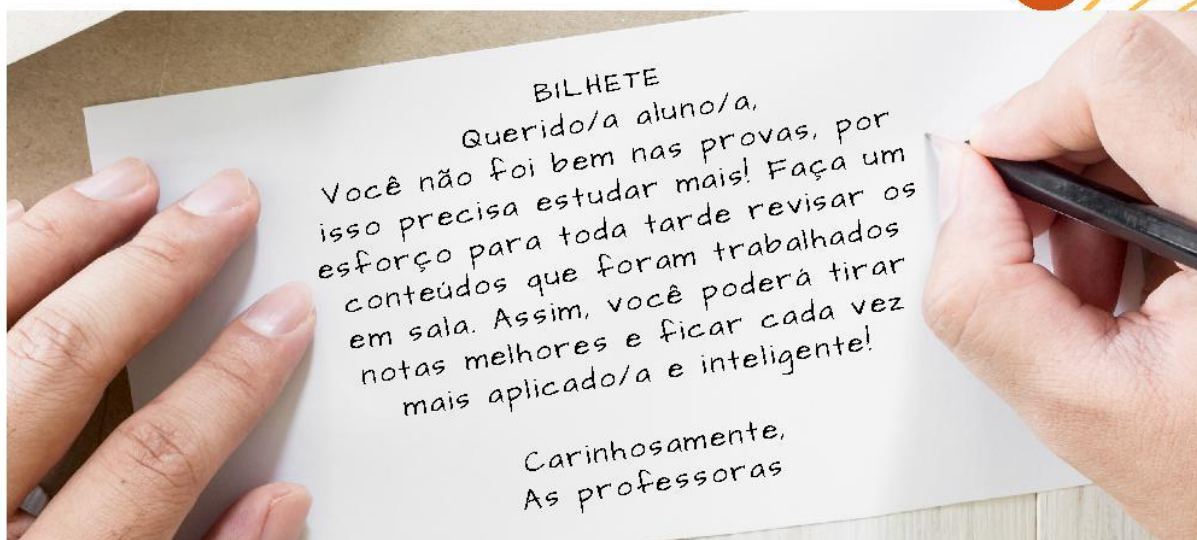 BILHETE
Querido/a aluno/a,
Você não foi bem nas provas, por
isso precisa estudar mais! Faça um
esforço para toda tarde revisar os
conteúdos que foram trabalhados
em sala. Assim, você poderá tirar
notas melhores e ficar cada vez
mais aplicado/a e inteligente!
Carinhosamente,
As professoras